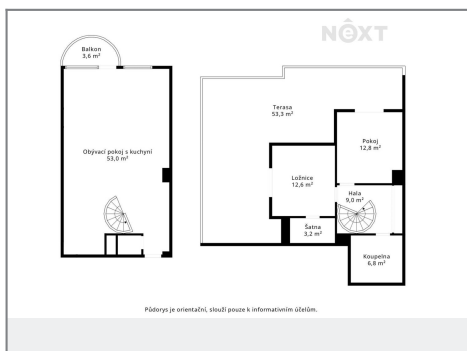 NEXT
Balkon
3,6 m²
Obývací pokoj s kuchyní
53,0 m²
Terasa
53,3 m²
Pokoj
12,8 m²
Ložnice
12,6 m²
Hala
9,0 m²
Šatna
3,2 m²
Koupelna
6,8 m²
Půdorys je orientační, slouží pouze k informativním účelům.